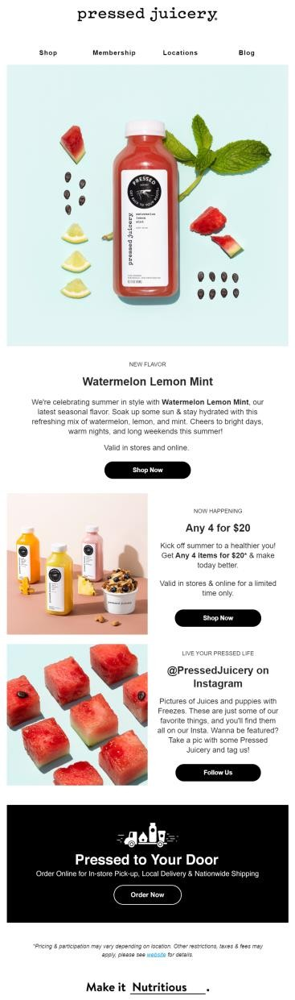 pressed juicery
Shop Membership Locations Blog
PRESSED
GET BACK TO YOUR ROOTS
pressed juicery
watermelon
lemon
mint
NEW FLAVOR
Watermelon Lemon Mint
We're celebrating summer in style with Watermelon Lemon Mint, our
latest seasonal flavor. Soak up some sun & stay hydrated with this
refreshing mix of watermelon, lemon, and mint. Cheers to bright days,
warm nights, and long weekends this summer!
Valid in stores and online.
Shop Now
pressed juicery
NOW HAPPENING
Any 4 for $20
Kick off summer to a healthier you!
Get Any 4 items for $20* & make
today better.
Valid in stores & online for a limited
time only.
Shop Now
LIVE YOUR PRESSED LIFE
@PressedJuicery on
Instagram
Pictures of Juices and puppies with
Freezes. These are just some of our
favorite things, and you'll find them
all on our Insta. Wanna be featured?
Take a pic with some Pressed
Juicery and tag us!
Follow Us
Pressed to Your Door
Order Online for In-store Pick-up, Local Delivery & Nationwide Shipping
Order Now
*Pricing & participation may vary depending on location. Other restrictions, taxes & fees may
apply, please see website for details.
Make it Nutritious .